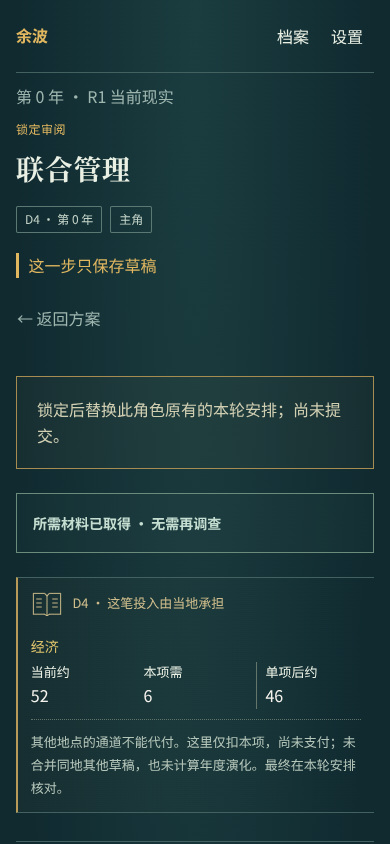 余波
档案 设置
第 0 年 · R1 当前现实
锁定审阅
联合管理
D4 · 第 0 年 主角
这一步只保存草稿
← 返回方案
锁定后替换此角色原有的本轮安排；尚未提
交。
所需材料已取得 · 无需再调查
D4 · 这笔投入由当地承担
经济
当前约 本项需 单项后约
52 6 46
其他地点的通道不能代付。这里仅扣本项，尚未支付；未
合并同地其他草稿，也未计算年度演化。最终在本轮安排
核对。